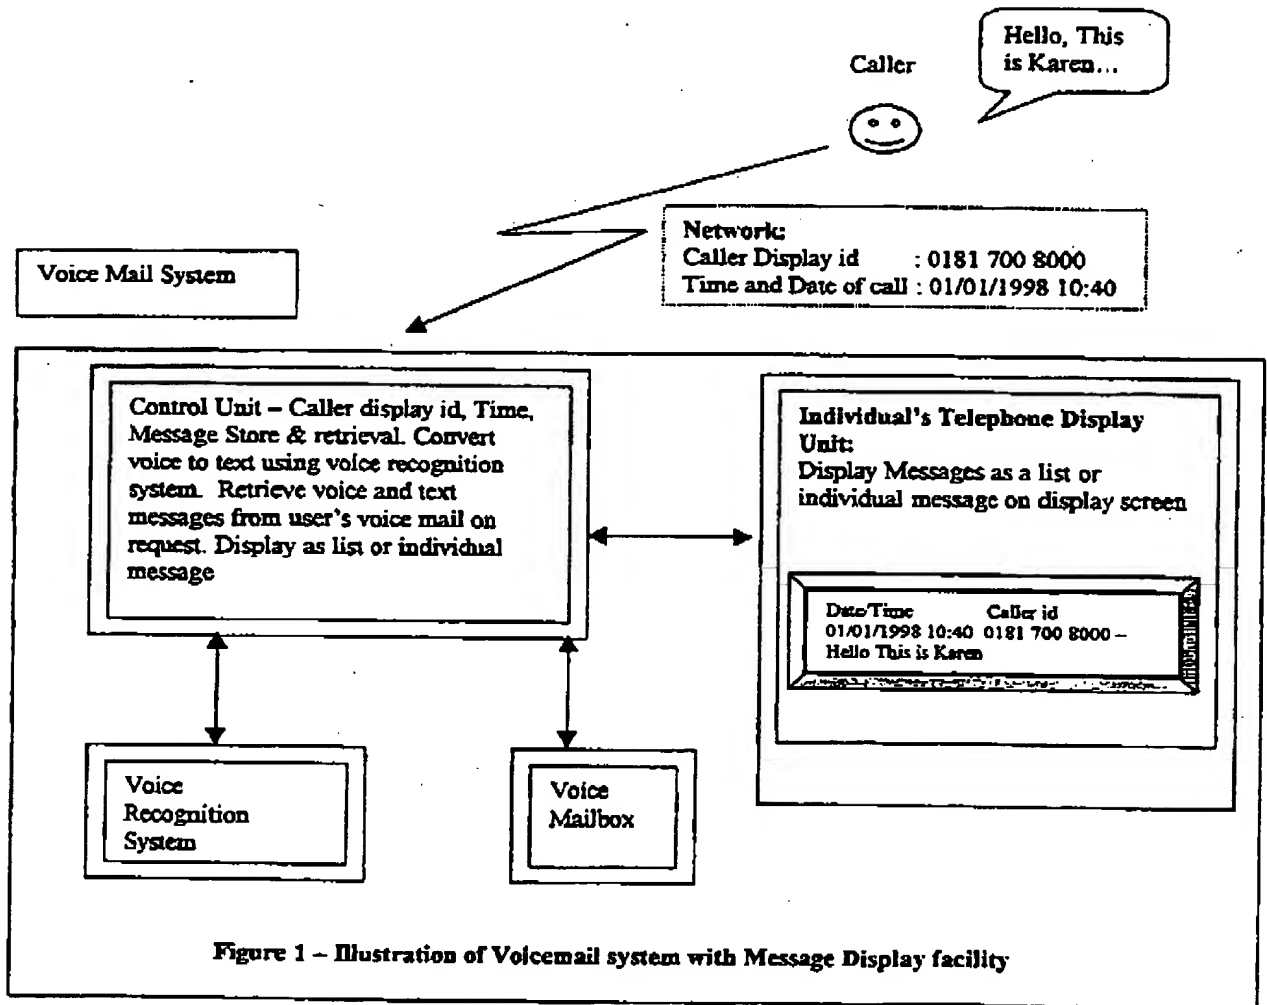 Hello, This
is Karen...
Caller
Network:
Caller Display id : 0181 700 8000
Time and Date of call : 01/01/1998 10:40
Voice Mail System
Control Unit – Caller display id, Time,
Message Store & retrieval. Convert
voice to text using voice recognition
system. Retrieve voice and text
messages from user's voice mail on
request. Display as list or individual
message
Individual's Telephone Display
Unit:
Display Messages as a list or
individual message on display screen
Date/Time Caller id
01/01/1998 10:40 0181 700 8000 –
Hello This is Karen
Voice
Recognition
System
Voice
Mailbox
Figure 1 – Illustration of Voicemail system with Message Display facility